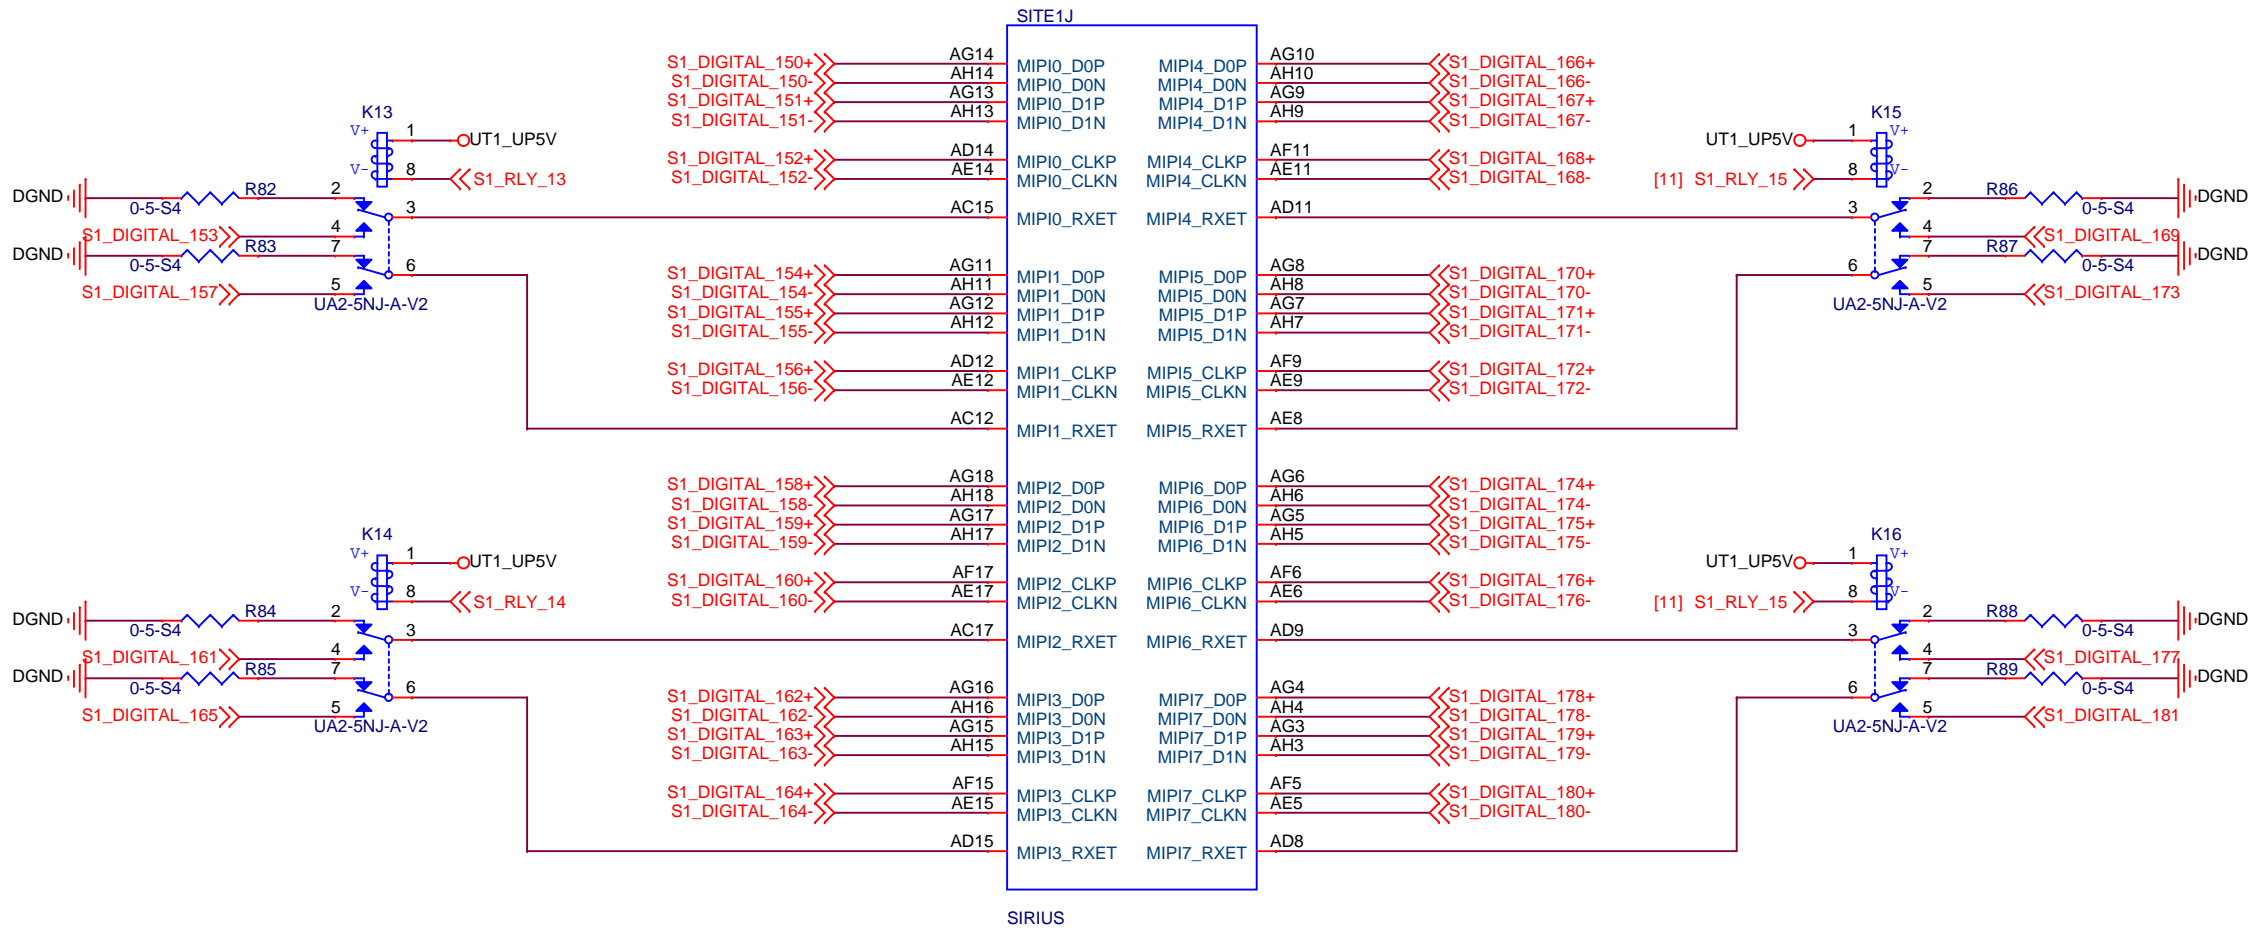 SITE1J
S1_DIGITAL_150+ AG14 MIPI0_D0P MIPI4_D0P AG10 S1_DIGITAL_166+
S1_DIGITAL_150- AH14 MIPI0_D0N MIPI4_D0N AH10 S1_DIGITAL_166-
S1_DIGITAL_151+ AG13 MIPI0_D1P MIPI4_D1P AG9 S1_DIGITAL_167+
S1_DIGITAL_151- AH13 MIPI0_D1N MIPI4_D1N AH9 S1_DIGITAL_167-
K13 K15
V+ 1 UT1_UP5V UT1_UP5V 1 V+
S1_DIGITAL_152+ AD14 MIPI0_CLKP MIPI4_CLKP AF11 S1_DIGITAL_168+
V- 8 S1_RLY_13 S1_DIGITAL_152- AE14 MIPI0_CLKN MIPI4_CLKN AE11 S1_DIGITAL_168- [11] S1_RLY_15 8 V-
DGND R82 2 2 R86 DGND
0-5-S4 0-5-S4
3 AC15 MIPI0_RXET MIPI4_RXET AD11 3
S1_DIGITAL_153 4 4 S1_DIGITAL_169
DGND R83 7 7 R87 DGND
0-5-S4 0-5-S4
6 S1_DIGITAL_154+ AG11 MIPI1_D0P MIPI5_D0P AG8 S1_DIGITAL_170+ 6
S1_DIGITAL_157 5 S1_DIGITAL_154- AH11 MIPI1_D0N MIPI5_D0N AH8 S1_DIGITAL_170- 5 S1_DIGITAL_173
UA2-5NJ-A-V2 S1_DIGITAL_155+ AG12 MIPI1_D1P MIPI5_D1P AG7 S1_DIGITAL_171+ UA2-5NJ-A-V2
S1_DIGITAL_155- AH12 MIPI1_D1N MIPI5_D1N AH7 S1_DIGITAL_171-
S1_DIGITAL_156+ AD12 MIPI1_CLKP MIPI5_CLKP AF9 S1_DIGITAL_172+
S1_DIGITAL_156- AE12 MIPI1_CLKN MIPI5_CLKN AE9 S1_DIGITAL_172-
AC12 MIPI1_RXET MIPI5_RXET AE8
S1_DIGITAL_158+ AG18 MIPI2_D0P MIPI6_D0P AG6 S1_DIGITAL_174+
S1_DIGITAL_158- AH18 MIPI2_D0N MIPI6_D0N AH6 S1_DIGITAL_174-
S1_DIGITAL_159+ AG17 MIPI2_D1P MIPI6_D1P AG5 S1_DIGITAL_175+
S1_DIGITAL_159- AH17 MIPI2_D1N MIPI6_D1N AH5 S1_DIGITAL_175-
K14 K16
V+ 1 UT1_UP5V UT1_UP5V 1 V+
S1_DIGITAL_160+ AF17 MIPI2_CLKP MIPI6_CLKP AF6 S1_DIGITAL_176+
V- 8 S1_RLY_14 S1_DIGITAL_160- AE17 MIPI2_CLKN MIPI6_CLKN AE6 S1_DIGITAL_176- [11] S1_RLY_15 8 V-
DGND R84 2 2 R88 DGND
0-5-S4 0-5-S4
3 AC17 MIPI2_RXET MIPI6_RXET AD9 3
S1_DIGITAL_161 4 4 S1_DIGITAL_177
DGND R85 7 7 R89 DGND
0-5-S4 0-5-S4
6 S1_DIGITAL_162+ AG16 MIPI3_D0P MIPI7_D0P AG4 S1_DIGITAL_178+ 6
S1_DIGITAL_165 5 S1_DIGITAL_162- AH16 MIPI3_D0N MIPI7_D0N AH4 S1_DIGITAL_178- 5 S1_DIGITAL_181
UA2-5NJ-A-V2 S1_DIGITAL_163+ AG15 MIPI3_D1P MIPI7_D1P AG3 S1_DIGITAL_179+ UA2-5NJ-A-V2
S1_DIGITAL_163- AH15 MIPI3_D1N MIPI7_D1N AH3 S1_DIGITAL_179-
S1_DIGITAL_164+ AF15 MIPI3_CLKP MIPI7_CLKP AF5 S1_DIGITAL_180+
S1_DIGITAL_164- AE15 MIPI3_CLKN MIPI7_CLKN AE5 S1_DIGITAL_180-
AD15 MIPI3_RXET MIPI7_RXET AD8
SIRIUS